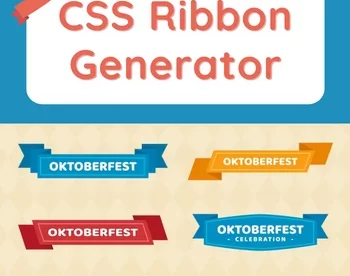 CSS Ribbon
Generator
OKTOBERFEST
OKTOBERFEST
OKTOBERFEST
OKTOBERFEST
- CELEBRATION -